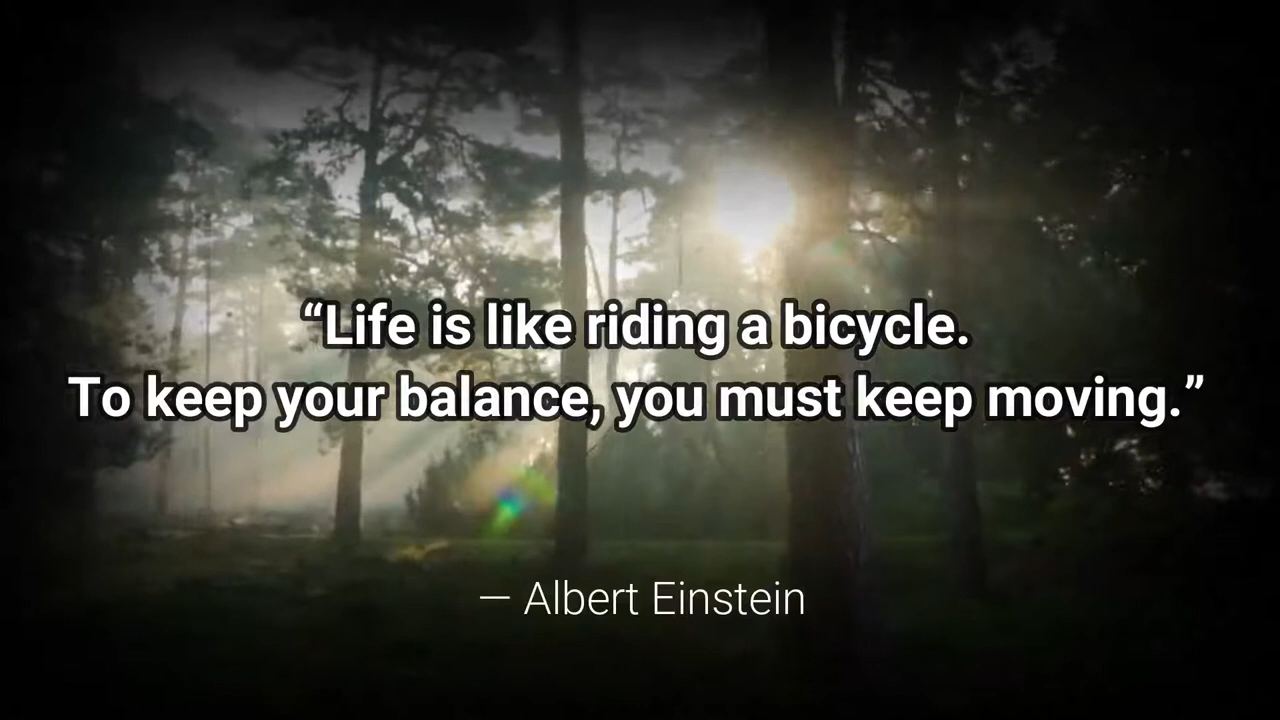 “Life is like riding a bicycle.
To keep your balance, you must keep moving.”
— Albert Einstein